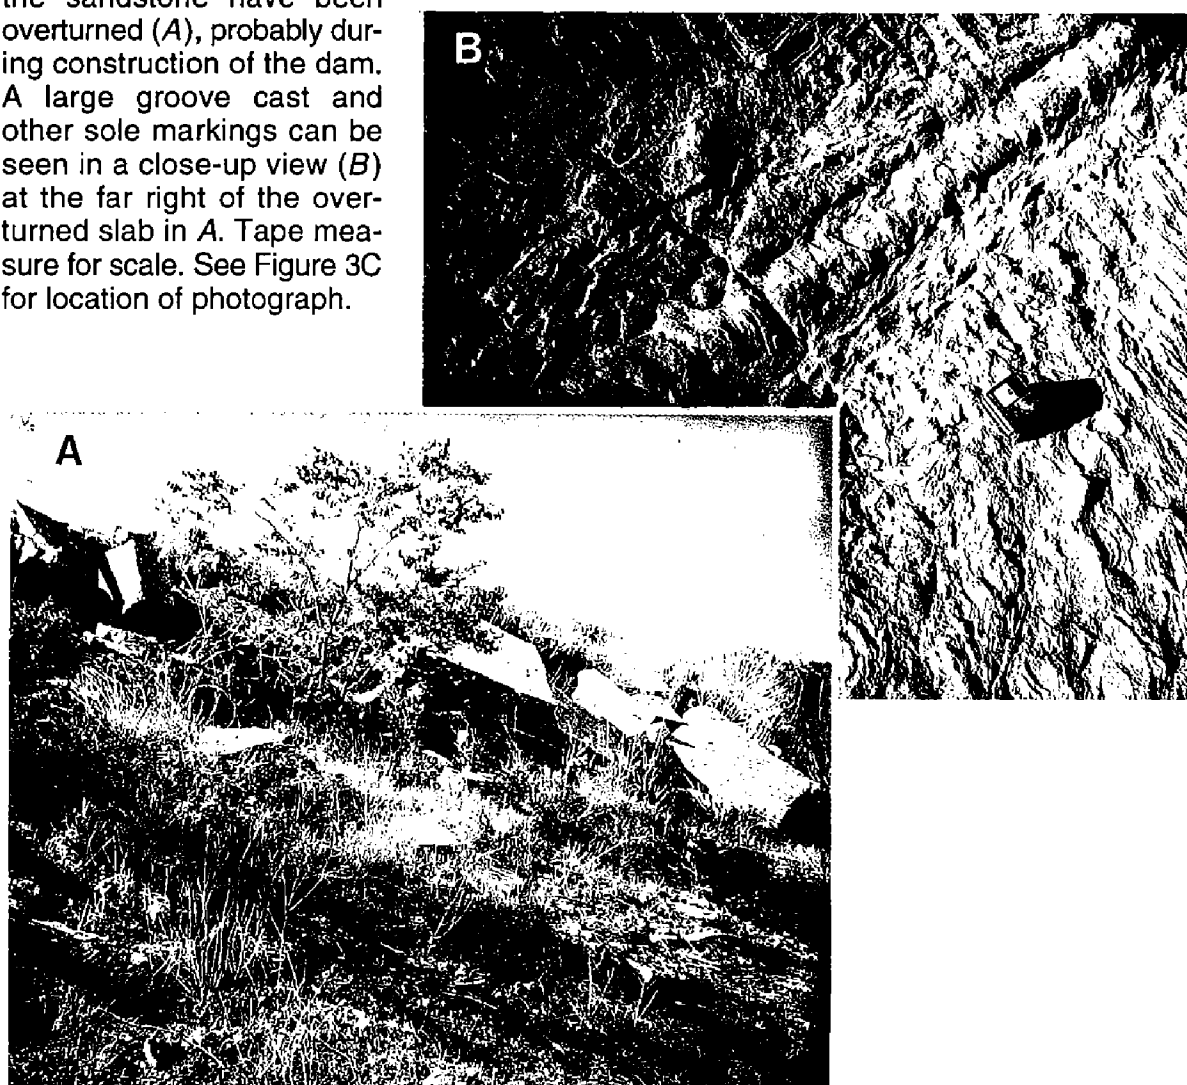 the sandstone have been
overturned (A), probably dur-
ing construction of the dam.
A large groove cast and
other sole markings can be
seen in a close-up view (B)
at the far right of the over-
turned slab in A. Tape mea-
sure for scale. See Figure 3C
for location of photograph.
B
A